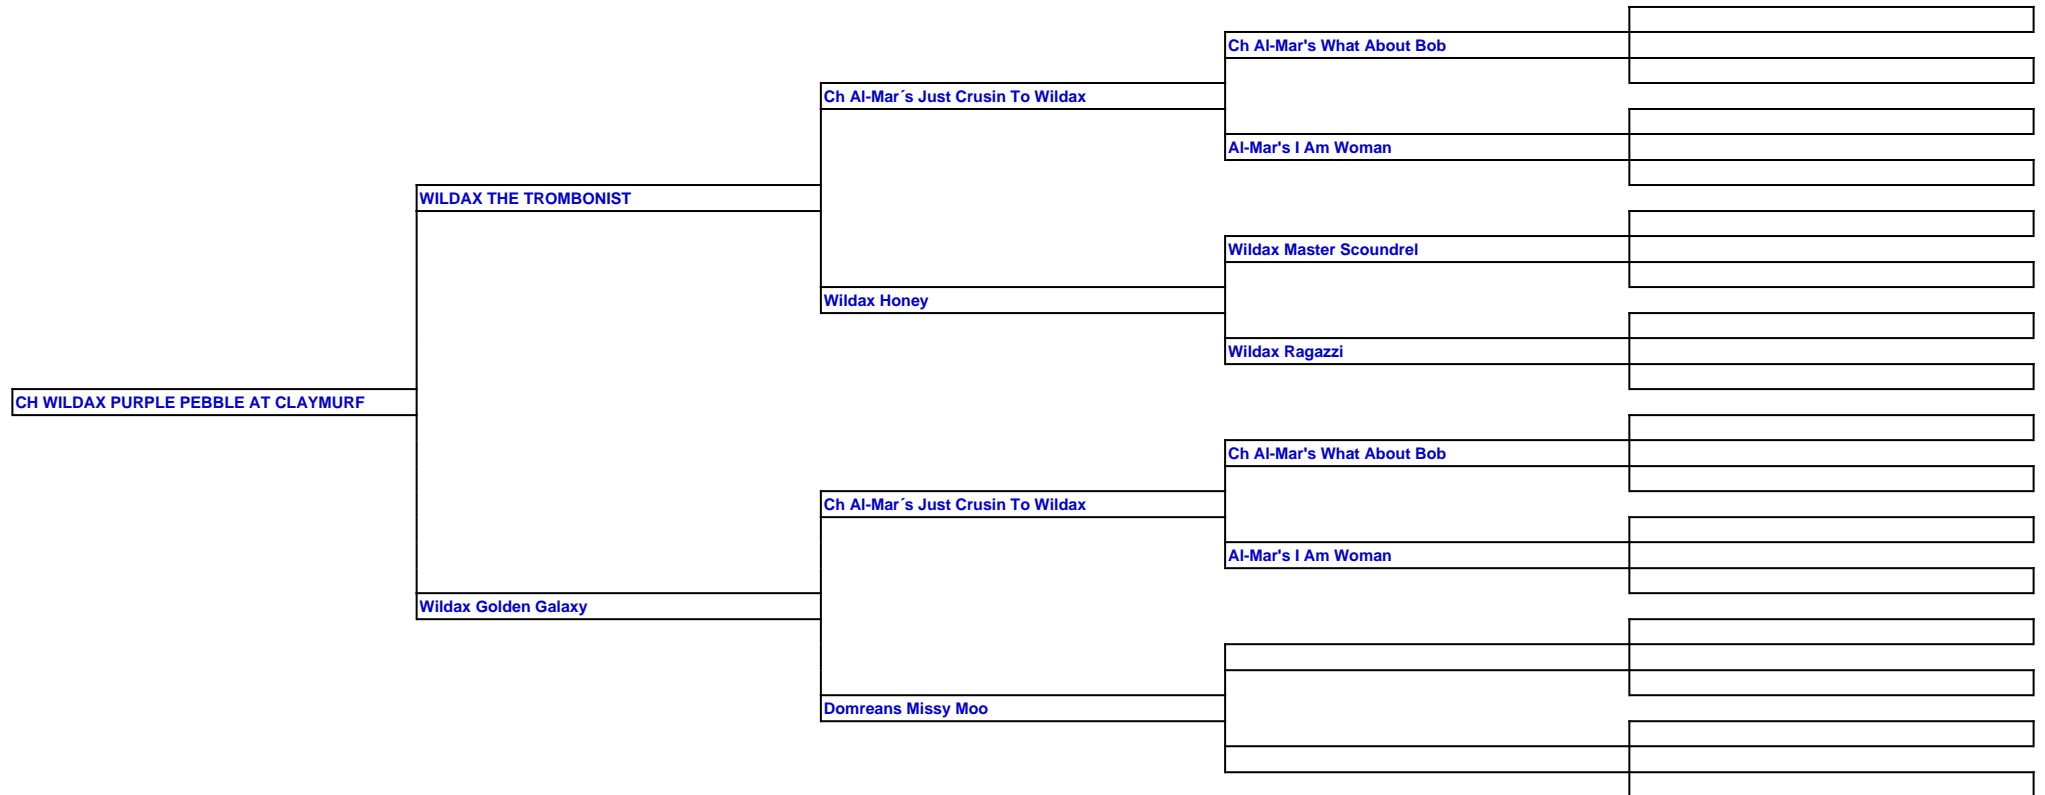 Ch Al-Mar's What About Bob
Ch Al-Mar´s Just Crusin To Wildax
Al-Mar's I Am Woman
WILDAX THE TROMBONIST
Wildax Master Scoundrel
Wildax Honey
Wildax Ragazzi
CH WILDAX PURPLE PEBBLE AT CLAYMURF
Ch Al-Mar's What About Bob
Ch Al-Mar´s Just Crusin To Wildax
Al-Mar's I Am Woman
Wildax Golden Galaxy
Domreans Missy Moo